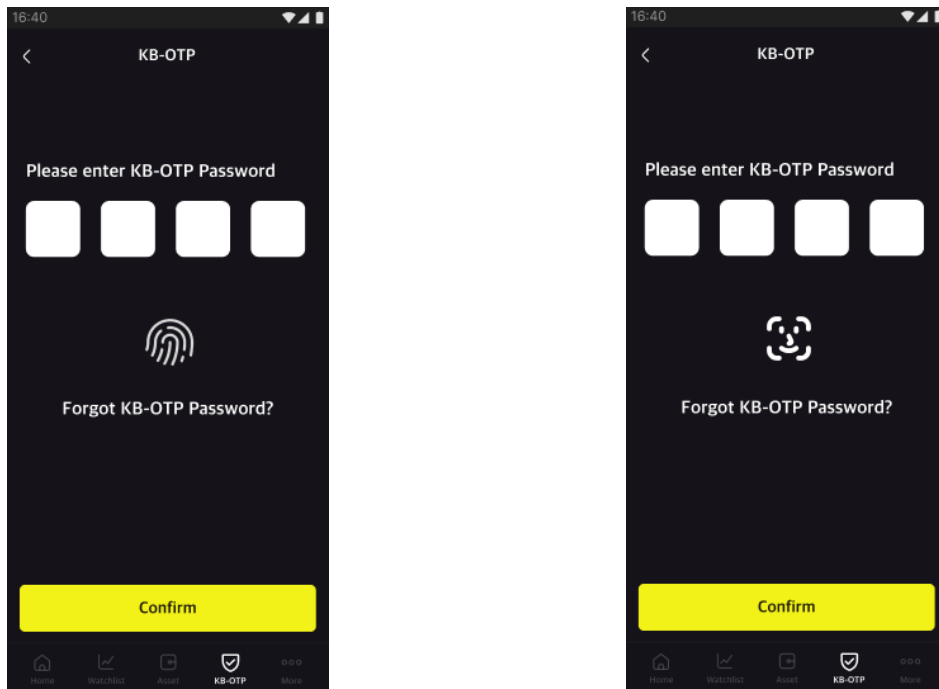 16:40
KB-OTP
Please enter KB-OTP Password
Forgot KB-OTP Password?
Confirm
Home Watchlist Asset KB-OTP More
16:40
KB-OTP
Please enter KB-OTP Password
Forgot KB-OTP Password?
Confirm
Home Watchlist Asset KB-OTP More